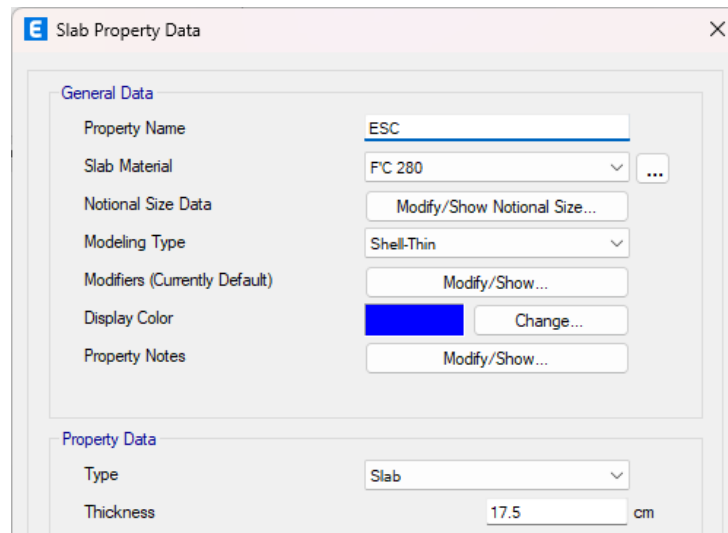 E Slab Property Data
General Data
Property Name ESC
Slab Material F'C 280 ...
Notional Size Data Modify/Show Notional Size...
Modeling Type Shell-Thin
Modifiers (Currently Default) Modify/Show...
Display Color Change...
Property Notes Modify/Show...
Property Data
Type Slab
Thickness 17.5 cm